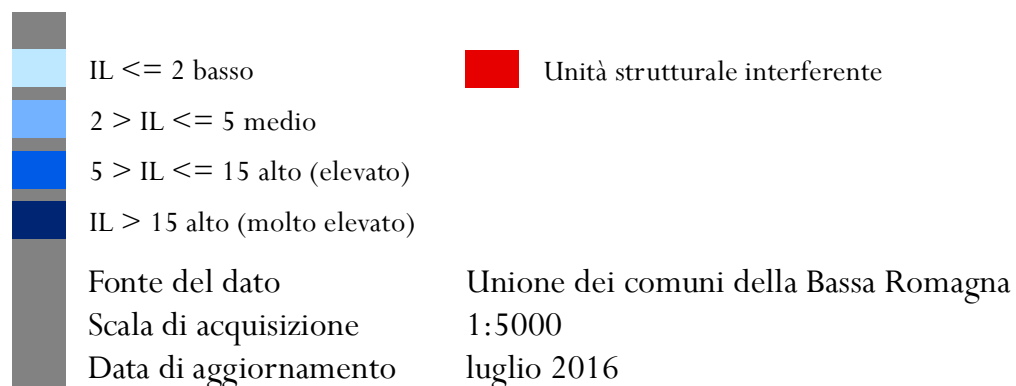 IL <= 2 basso
Unità strutturale interferente
2 > IL <= 5 medio
5 > IL <= 15 alto (elevato)
IL > 15 alto (molto elevato)
Fonte del dato Unione dei comuni della Bassa Romagna
Scala di acquisizione 1:5000
Data di aggiornamento luglio 2016